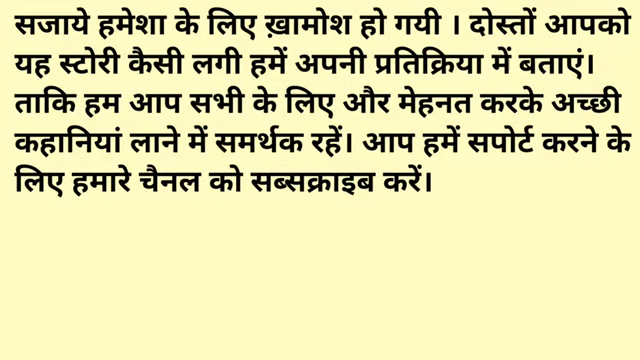 सजाये हमेशा के लिए ख़ामोश हो गयी । दोस्तों आपको
यह स्टोरी कैसी लगी हमें अपनी प्रतिक्रिया में बताएं।
ताकि हम आप सभी के लिए और मेहनत करके अच्छी
कहानियां लाने में समर्थक रहें। आप हमें सपोर्ट करने के
लिए हमारे चैनल को सब्सक्राइब करें।